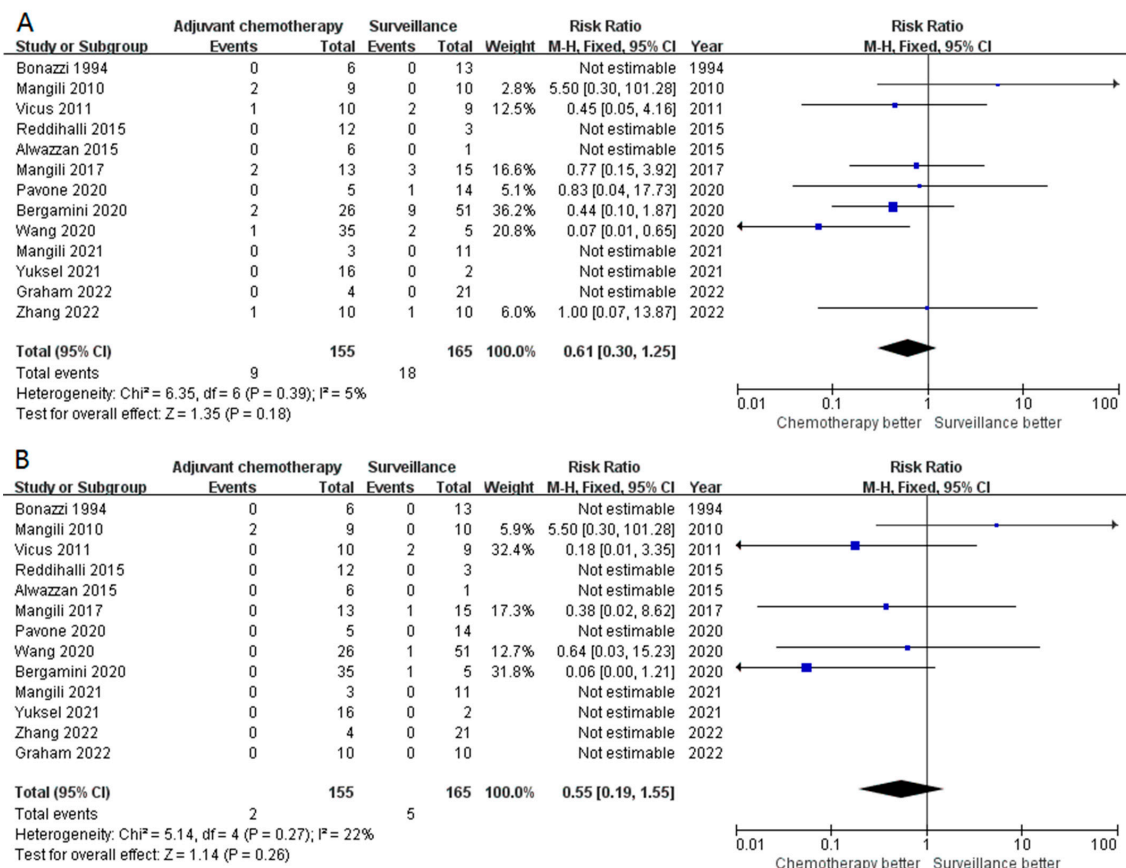 A
Adjuvant chemotherapy Surveillance Risk Ratio Risk Ratio
Study or Subgroup Events Total Events Total Weight M-H, Fixed, 95% CI Year M-H, Fixed, 95% CI
Bonazzi 1994 0 6 0 13 Not estimable 1994
Mangili 2010 2 9 0 10 2.8% 5.50 [0.30, 101.28] 2010
Vicus 2011 1 10 2 9 12.5% 0.45 [0.05, 4.16] 2011
Reddihalli 2015 0 12 0 3 Not estimable 2015
Alwazzan 2015 0 6 0 1 Not estimable 2015
Mangili 2017 2 13 3 15 16.6% 0.77 [0.15, 3.92] 2017
Pavone 2020 0 5 1 14 5.1% 0.83 [0.04, 17.73] 2020
Bergamini 2020 2 26 9 51 36.2% 0.44 [0.10, 1.87] 2020
Wang 2020 1 35 2 5 20.8% 0.07 [0.01, 0.65] 2020
Mangili 2021 0 3 0 11 Not estimable 2021
Yuksel 2021 0 16 0 2 Not estimable 2021
Graham 2022 0 4 0 21 Not estimable 2022
Zhang 2022 1 10 1 10 6.0% 1.00 [0.07, 13.87] 2022
Total (95% CI) 155 165 100.0% 0.61 [0.30, 1.25]
Total events 9 18
Heterogeneity: Chi² = 6.35, df = 6 (P = 0.39); I² = 5%
Test for overall effect: Z = 1.35 (P = 0.18)
0.01 0.1 1 10 100
Chemotherapy better Surveillance better
B
Adjuvant chemotherapy Surveillance Risk Ratio Risk Ratio
Study or Subgroup Events Total Events Total Weight M-H, Fixed, 95% CI Year M-H, Fixed, 95% CI
Bonazzi 1994 0 6 0 13 Not estimable 1994
Mangili 2010 2 9 0 10 5.9% 5.50 [0.30, 101.28] 2010
Vicus 2011 0 10 2 9 32.4% 0.18 [0.01, 3.35] 2011
Reddihalli 2015 0 12 0 3 Not estimable 2015
Alwazzan 2015 0 6 0 1 Not estimable 2015
Mangili 2017 0 13 1 15 17.3% 0.38 [0.02, 8.62] 2017
Pavone 2020 0 5 0 14 Not estimable 2020
Wang 2020 0 26 1 51 12.7% 0.64 [0.03, 15.23] 2020
Bergamini 2020 0 35 1 5 31.8% 0.06 [0.00, 1.21] 2020
Mangili 2021 0 3 0 11 Not estimable 2021
Yuksel 2021 0 16 0 2 Not estimable 2021
Zhang 2022 0 4 0 21 Not estimable 2022
Graham 2022 0 10 0 10 Not estimable 2022
Total (95% CI) 155 165 100.0% 0.55 [0.19, 1.55]
Total events 2 5
Heterogeneity: Chi² = 5.14, df = 4 (P = 0.27); I² = 22%
Test for overall effect: Z = 1.14 (P = 0.26)
0.01 0.1 1 10 100
Chemotherapy better Surveillance better